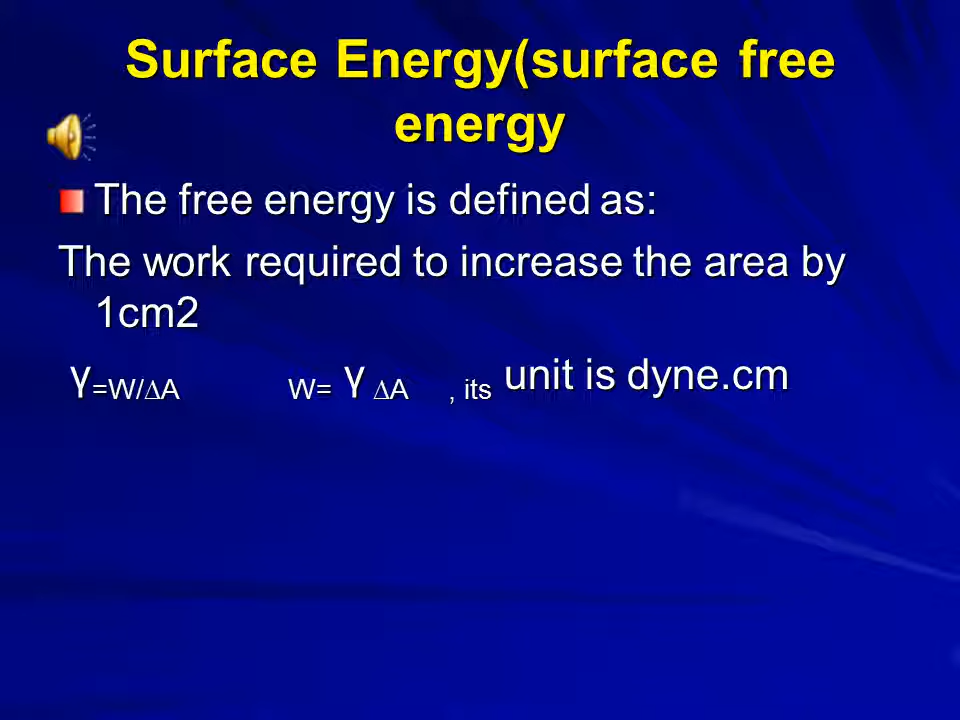 Surface Energy(surface free
energy
The free energy is defined as:
The work required to increase the area by
1cm2
γ=W/∆A W= γ ∆A , its unit is dyne.cm